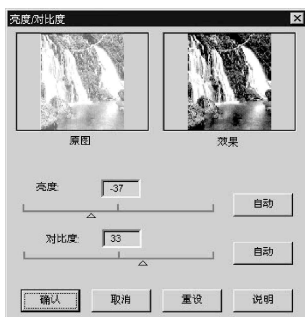 亮度/对比度
原图 效果
亮度: -37
自动
对比度: 33
自动
确认 取消 重设 说明